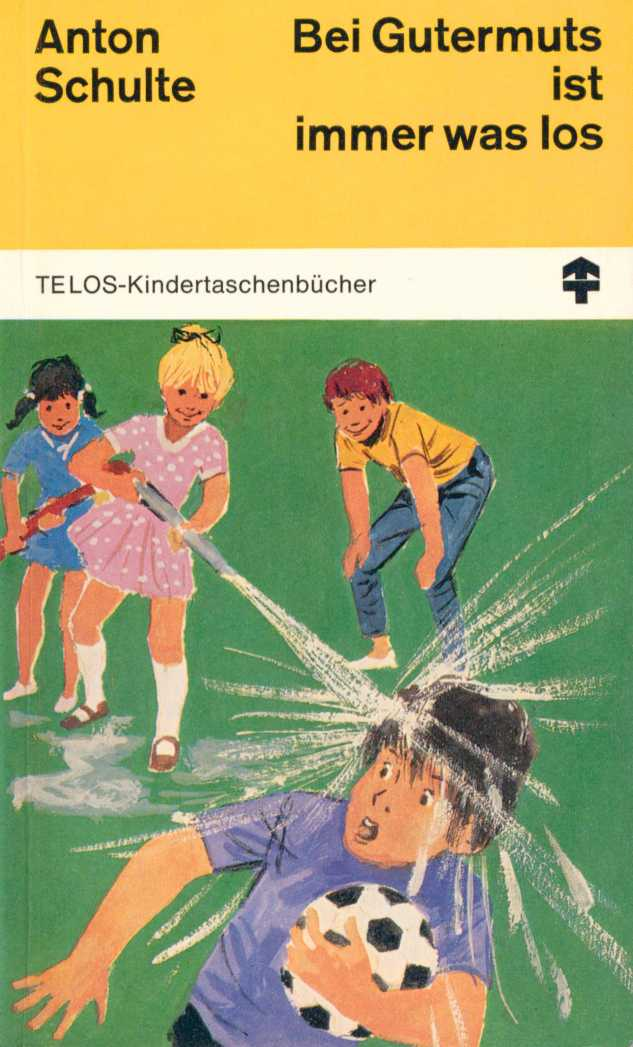 Anton
Schulte
Bei Gutermuts
ist
immer was los
TELOS-Kindertaschenbücher